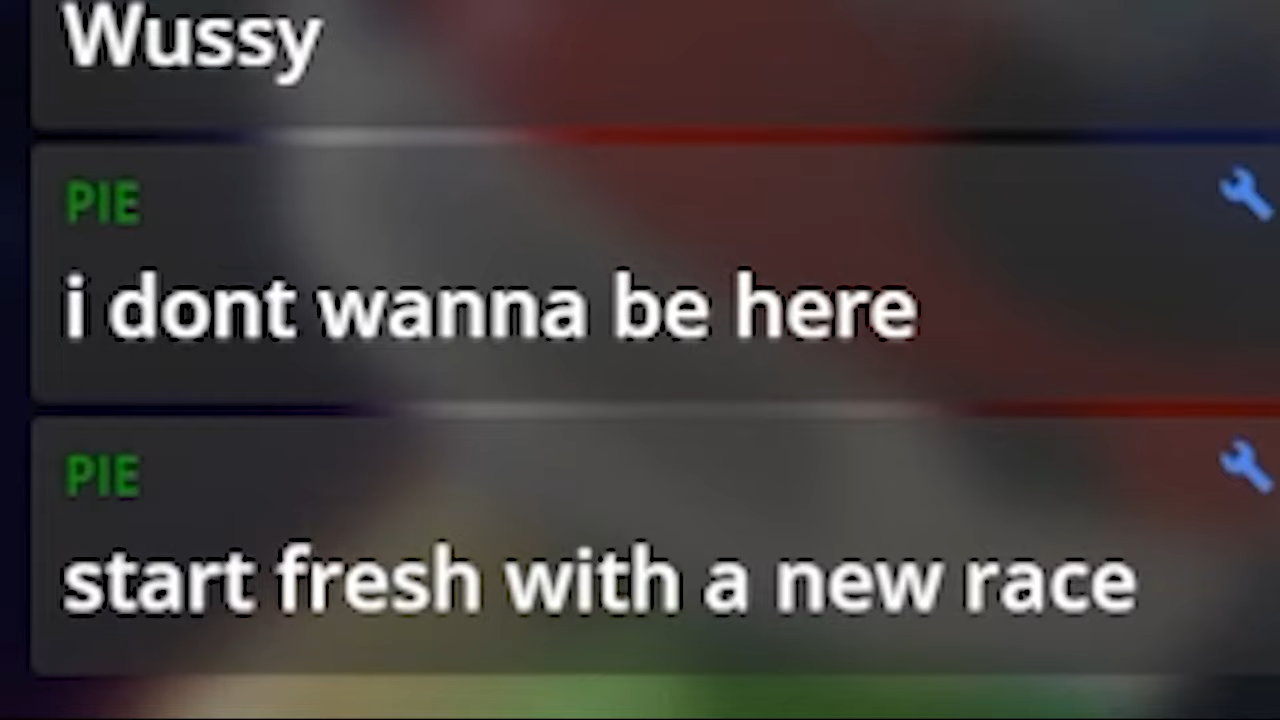 Wussy
PIE
i dont wanna be here
PIE
start fresh with a new race